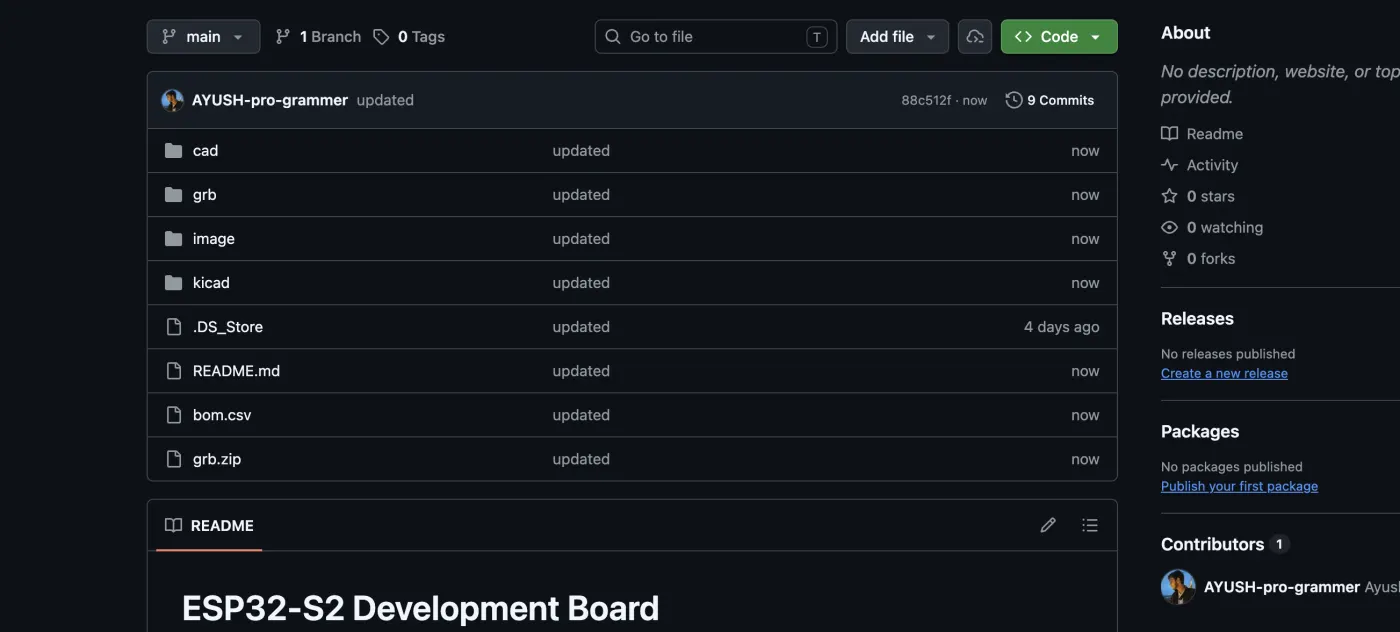 main 1 Branch 0 Tags Go to file T Add file Code
AYUSH-pro-grammer updated 88c512f · now 9 Commits
cad updated now
grb updated now
image updated now
kicad updated now
.DS_Store updated 4 days ago
README.md updated now
bom.csv updated now
grb.zip updated now
README
ESP32-S2 Development Board
About
No description, website, or top
provided.
Readme
Activity
0 stars
0 watching
0 forks
Releases
No releases published
Create a new release
Packages
No packages published
Publish your first package
Contributors 1
AYUSH-pro-grammer Ayus